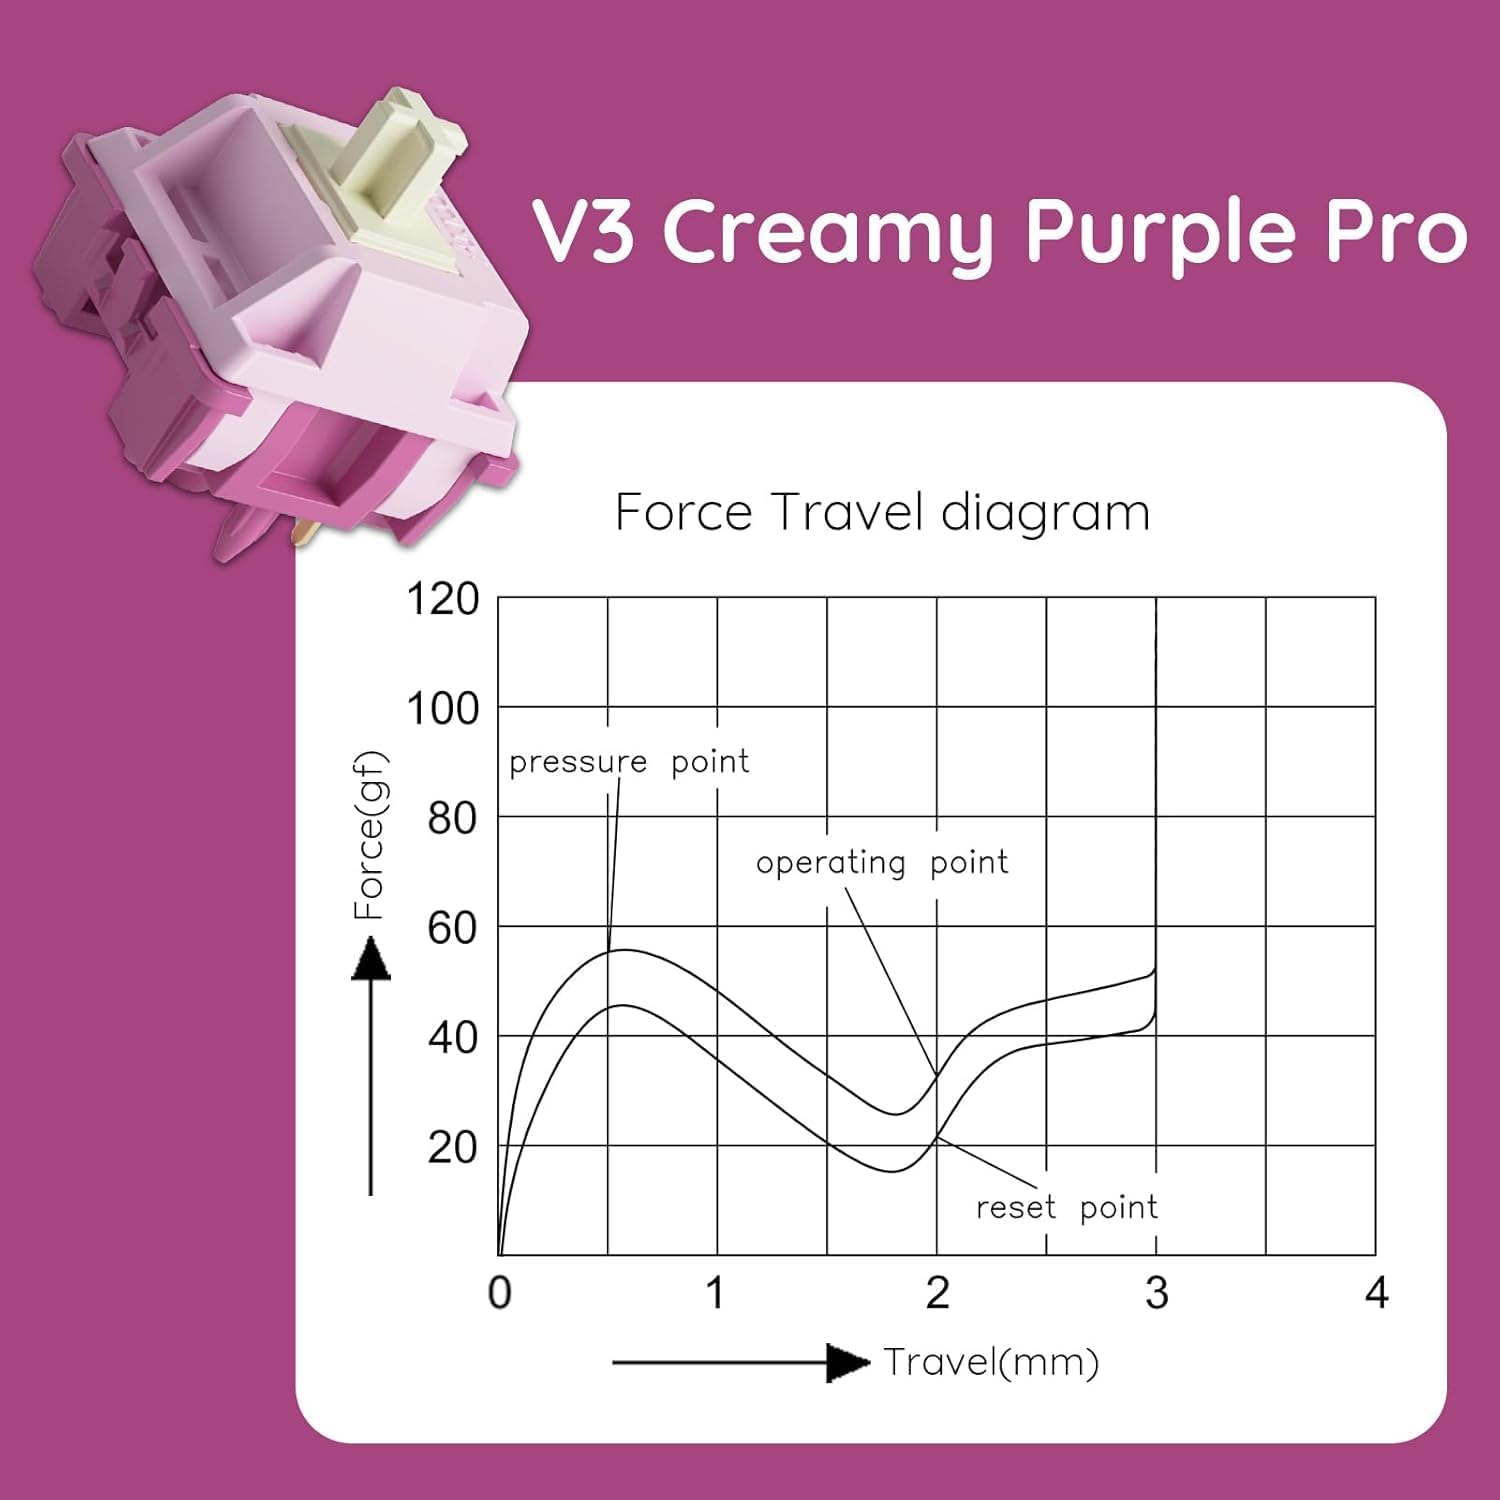 V3 Creamy Purple Pro
Force Travel diagram
120
100
80
60
40
20
Force(gf)
pressure point
operating point
reset point
0 1 2 3 4
Travel(mm)